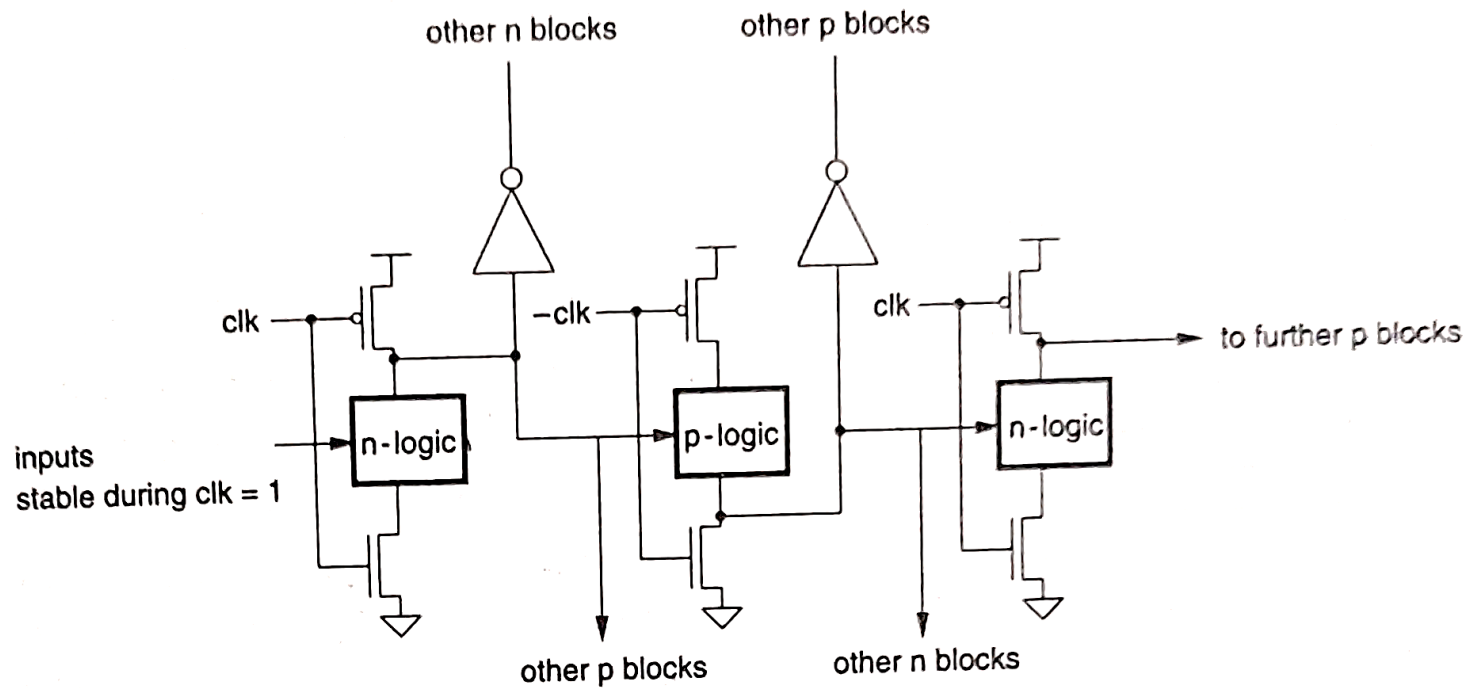 other n blocks
other p blocks
clk
-clk
clk
to further p blocks
n-logic
p-logic
n-logic
inputs
stable during clk = 1
other p blocks
other n blocks